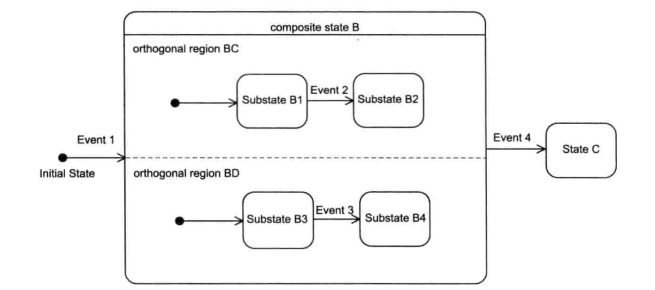 composite state B
orthogonal region BC
Substate B1
Event 2
Substate B2
Event 1
Initial State
Event 4
State C
orthogonal region BD
Substate B3
Event 3
Substate B4